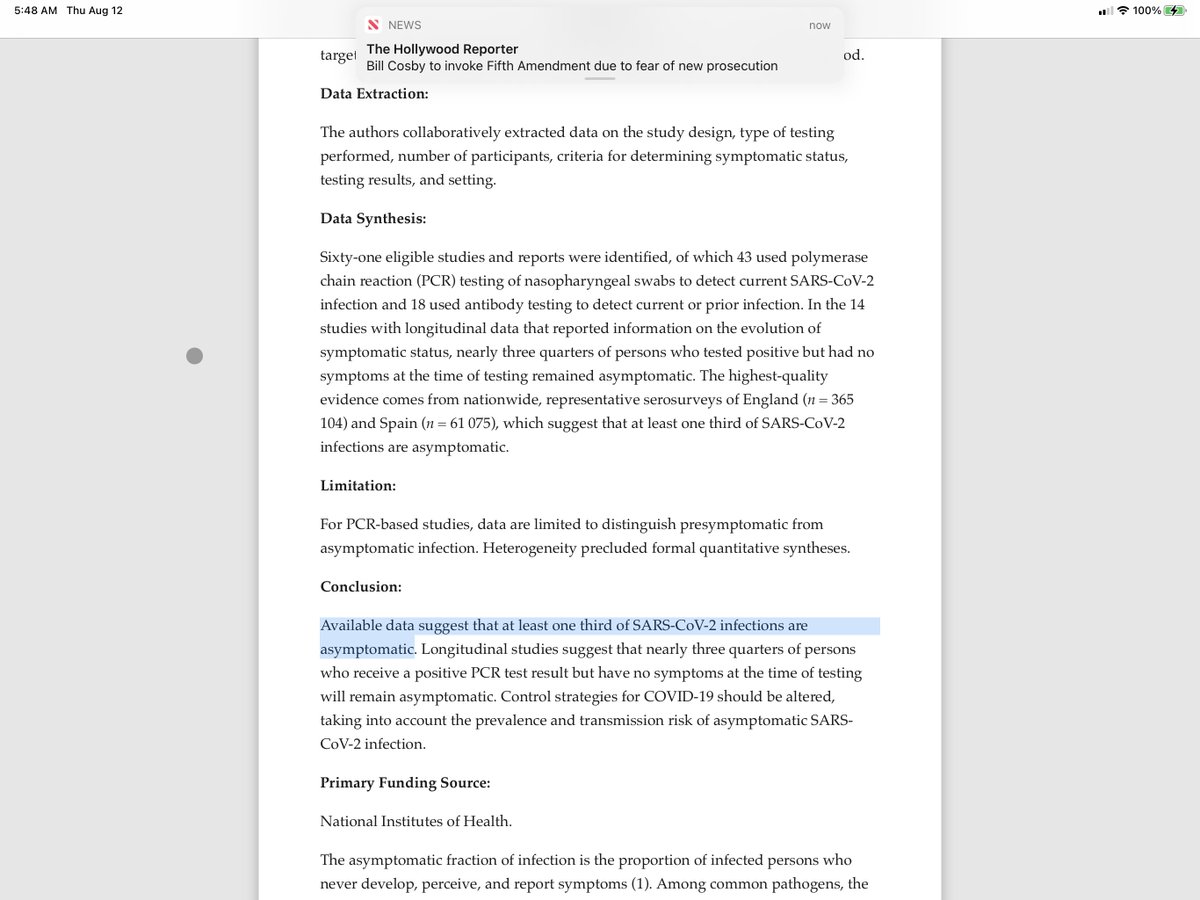 5:48 AM Thu Aug 12
100%
NEWS
now
The Hollywood Reporter
Bill Cosby to invoke Fifth Amendment due to fear of new prosecution
Data Extraction:
The authors collaboratively extracted data on the study design, type of testing
performed, number of participants, criteria for determining symptomatic status,
testing results, and setting.
Data Synthesis:
Sixty-one eligible studies and reports were identified, of which 43 used polymerase
chain reaction (PCR) testing of nasopharyngeal swabs to detect current SARS-CoV-2
infection and 18 used antibody testing to detect current or prior infection. In the 14
studies with longitudinal data that reported information on the evolution of
symptomatic status, nearly three quarters of persons who tested positive but had no
symptoms at the time of testing remained asymptomatic. The highest-quality
evidence comes from nationwide, representative serosurveys of England (n = 365
104) and Spain (n = 61 075), which suggest that at least one third of SARS-CoV-2
infections are asymptomatic.
Limitation:
For PCR-based studies, data are limited to distinguish presymptomatic from
asymptomatic infection. Heterogeneity precluded formal quantitative syntheses.
Conclusion:
Available data suggest that at least one third of SARS-CoV-2 infections are
asymptomatic. Longitudinal studies suggest that nearly three quarters of persons
who receive a positive PCR test result but have no symptoms at the time of testing
will remain asymptomatic. Control strategies for COVID-19 should be altered,
taking into account the prevalence and transmission risk of asymptomatic SARS-
CoV-2 infection.
Primary Funding Source:
National Institutes of Health.
The asymptomatic fraction of infection is the proportion of infected persons who
never develop, perceive, and report symptoms (1). Among common pathogens, the